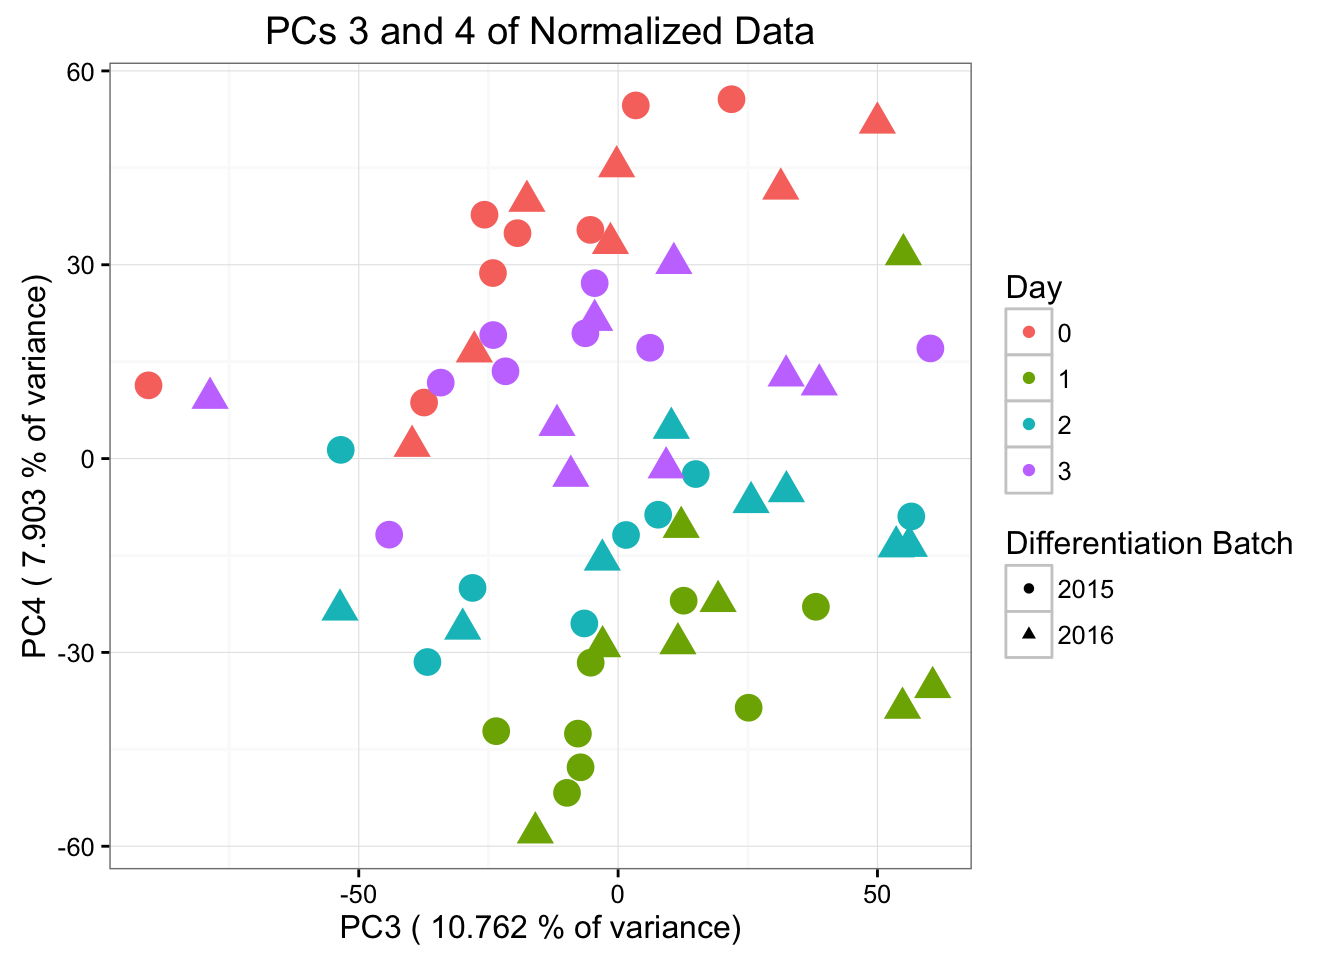 PCs 3 and 4 of Normalized Data
60
30
0
-30
-60
PC4 ( 7.903 % of variance)
-50
0
50
PC3 ( 10.762 % of variance)
Day
0
1
2
3
Differentiation Batch
2015
2016